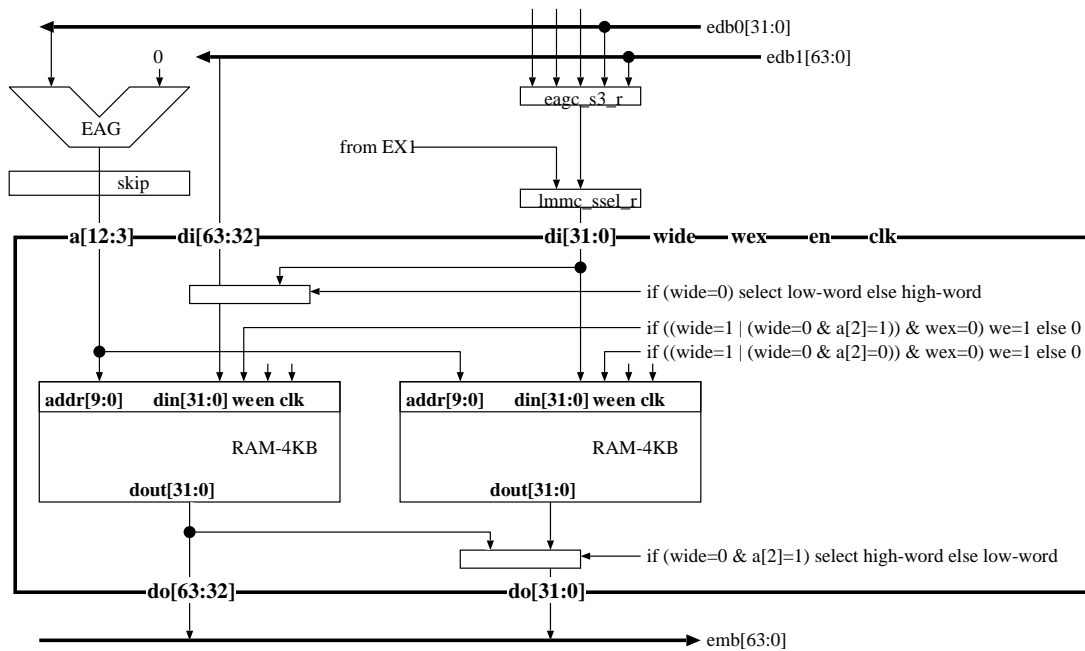 edb0[31:0]
0
edb1[63:0]
eagc_s3_r
EAG
from EX1
skip
lmmc_ssel_r
a[12:3] di[63:32] di[31:0] wide wex en clk
if (wide=0) select low-word else high-word
if ((wide=1 | (wide=0 & a[2]=1)) & wex=0) we=1 else 0
if ((wide=1 | (wide=0 & a[2]=0)) & wex=0) we=1 else 0
addr[9:0] din[31:0] we en clk addr[9:0] din[31:0] we en clk
RAM-4KB RAM-4KB
dout[31:0] dout[31:0]
if (wide=0 & a[2]=1) select high-word else low-word
do[63:32] do[31:0]
emb[63:0]